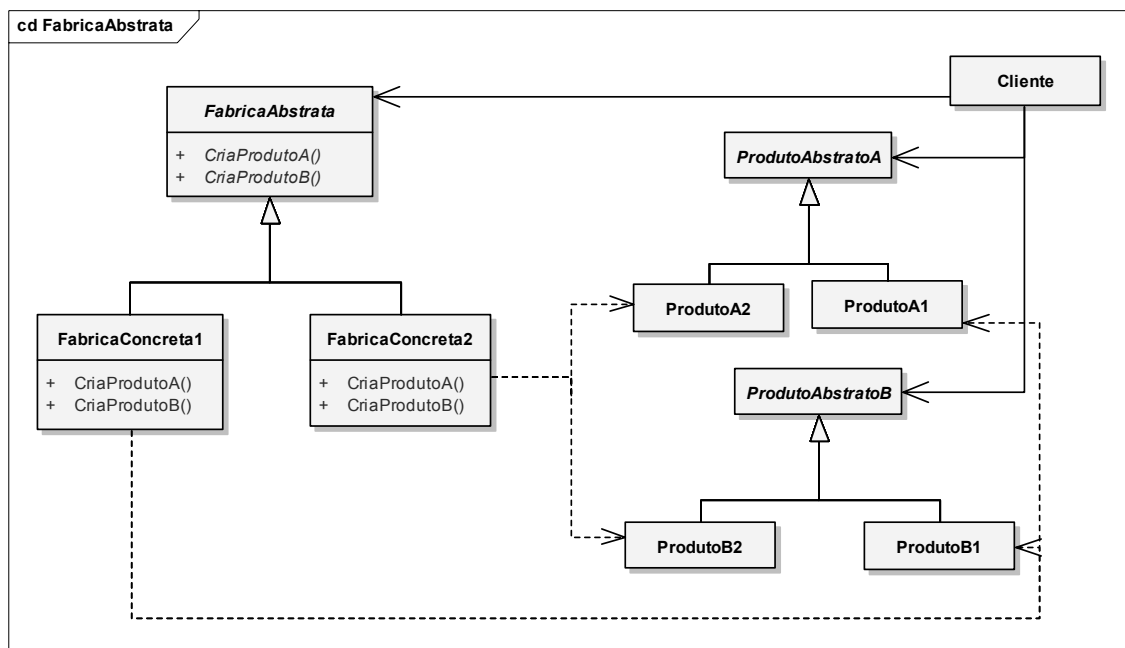 cd FabricaAbstrata
Cliente
FabricaAbstrata
+ CriaProdutoA()
+ CriaProdutoB()
ProdutoAbstratoA
ProdutoA2
ProdutoA1
FabricaConcreta1
+ CriaProdutoA()
+ CriaProdutoB()
FabricaConcreta2
+ CriaProdutoA()
+ CriaProdutoB()
ProdutoAbstratoB
ProdutoB2
ProdutoB1